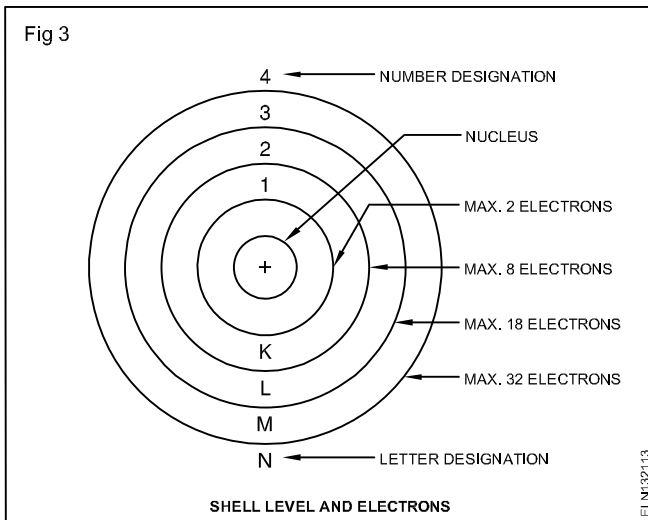 Fig 3
4
NUMBER DESIGNATION
3
NUCLEUS
2
1
MAX. 2 ELECTRONS
+
MAX. 8 ELECTRONS
MAX. 18 ELECTRONS
K
L
MAX. 32 ELECTRONS
M
N
LETTER DESIGNATION
SHELL LEVEL AND ELECTRONS
ELN132113